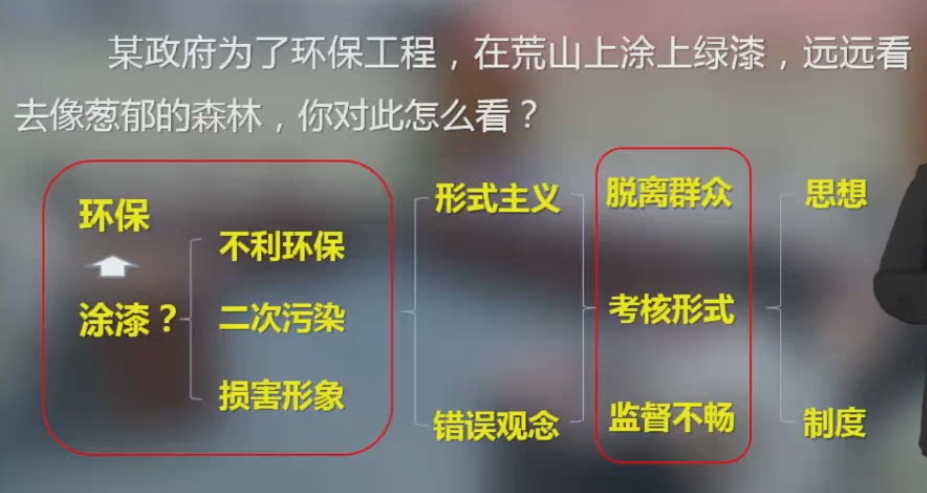 某政府为了环保工程，在荒山上涂上绿漆，远远看
去像葱郁的森林，你对此怎么看？
环保
涂漆？
不利环保
二次污染
损害形象
形式主义
错误观念
脱离群众
考核形式
监督不畅
思想
制度